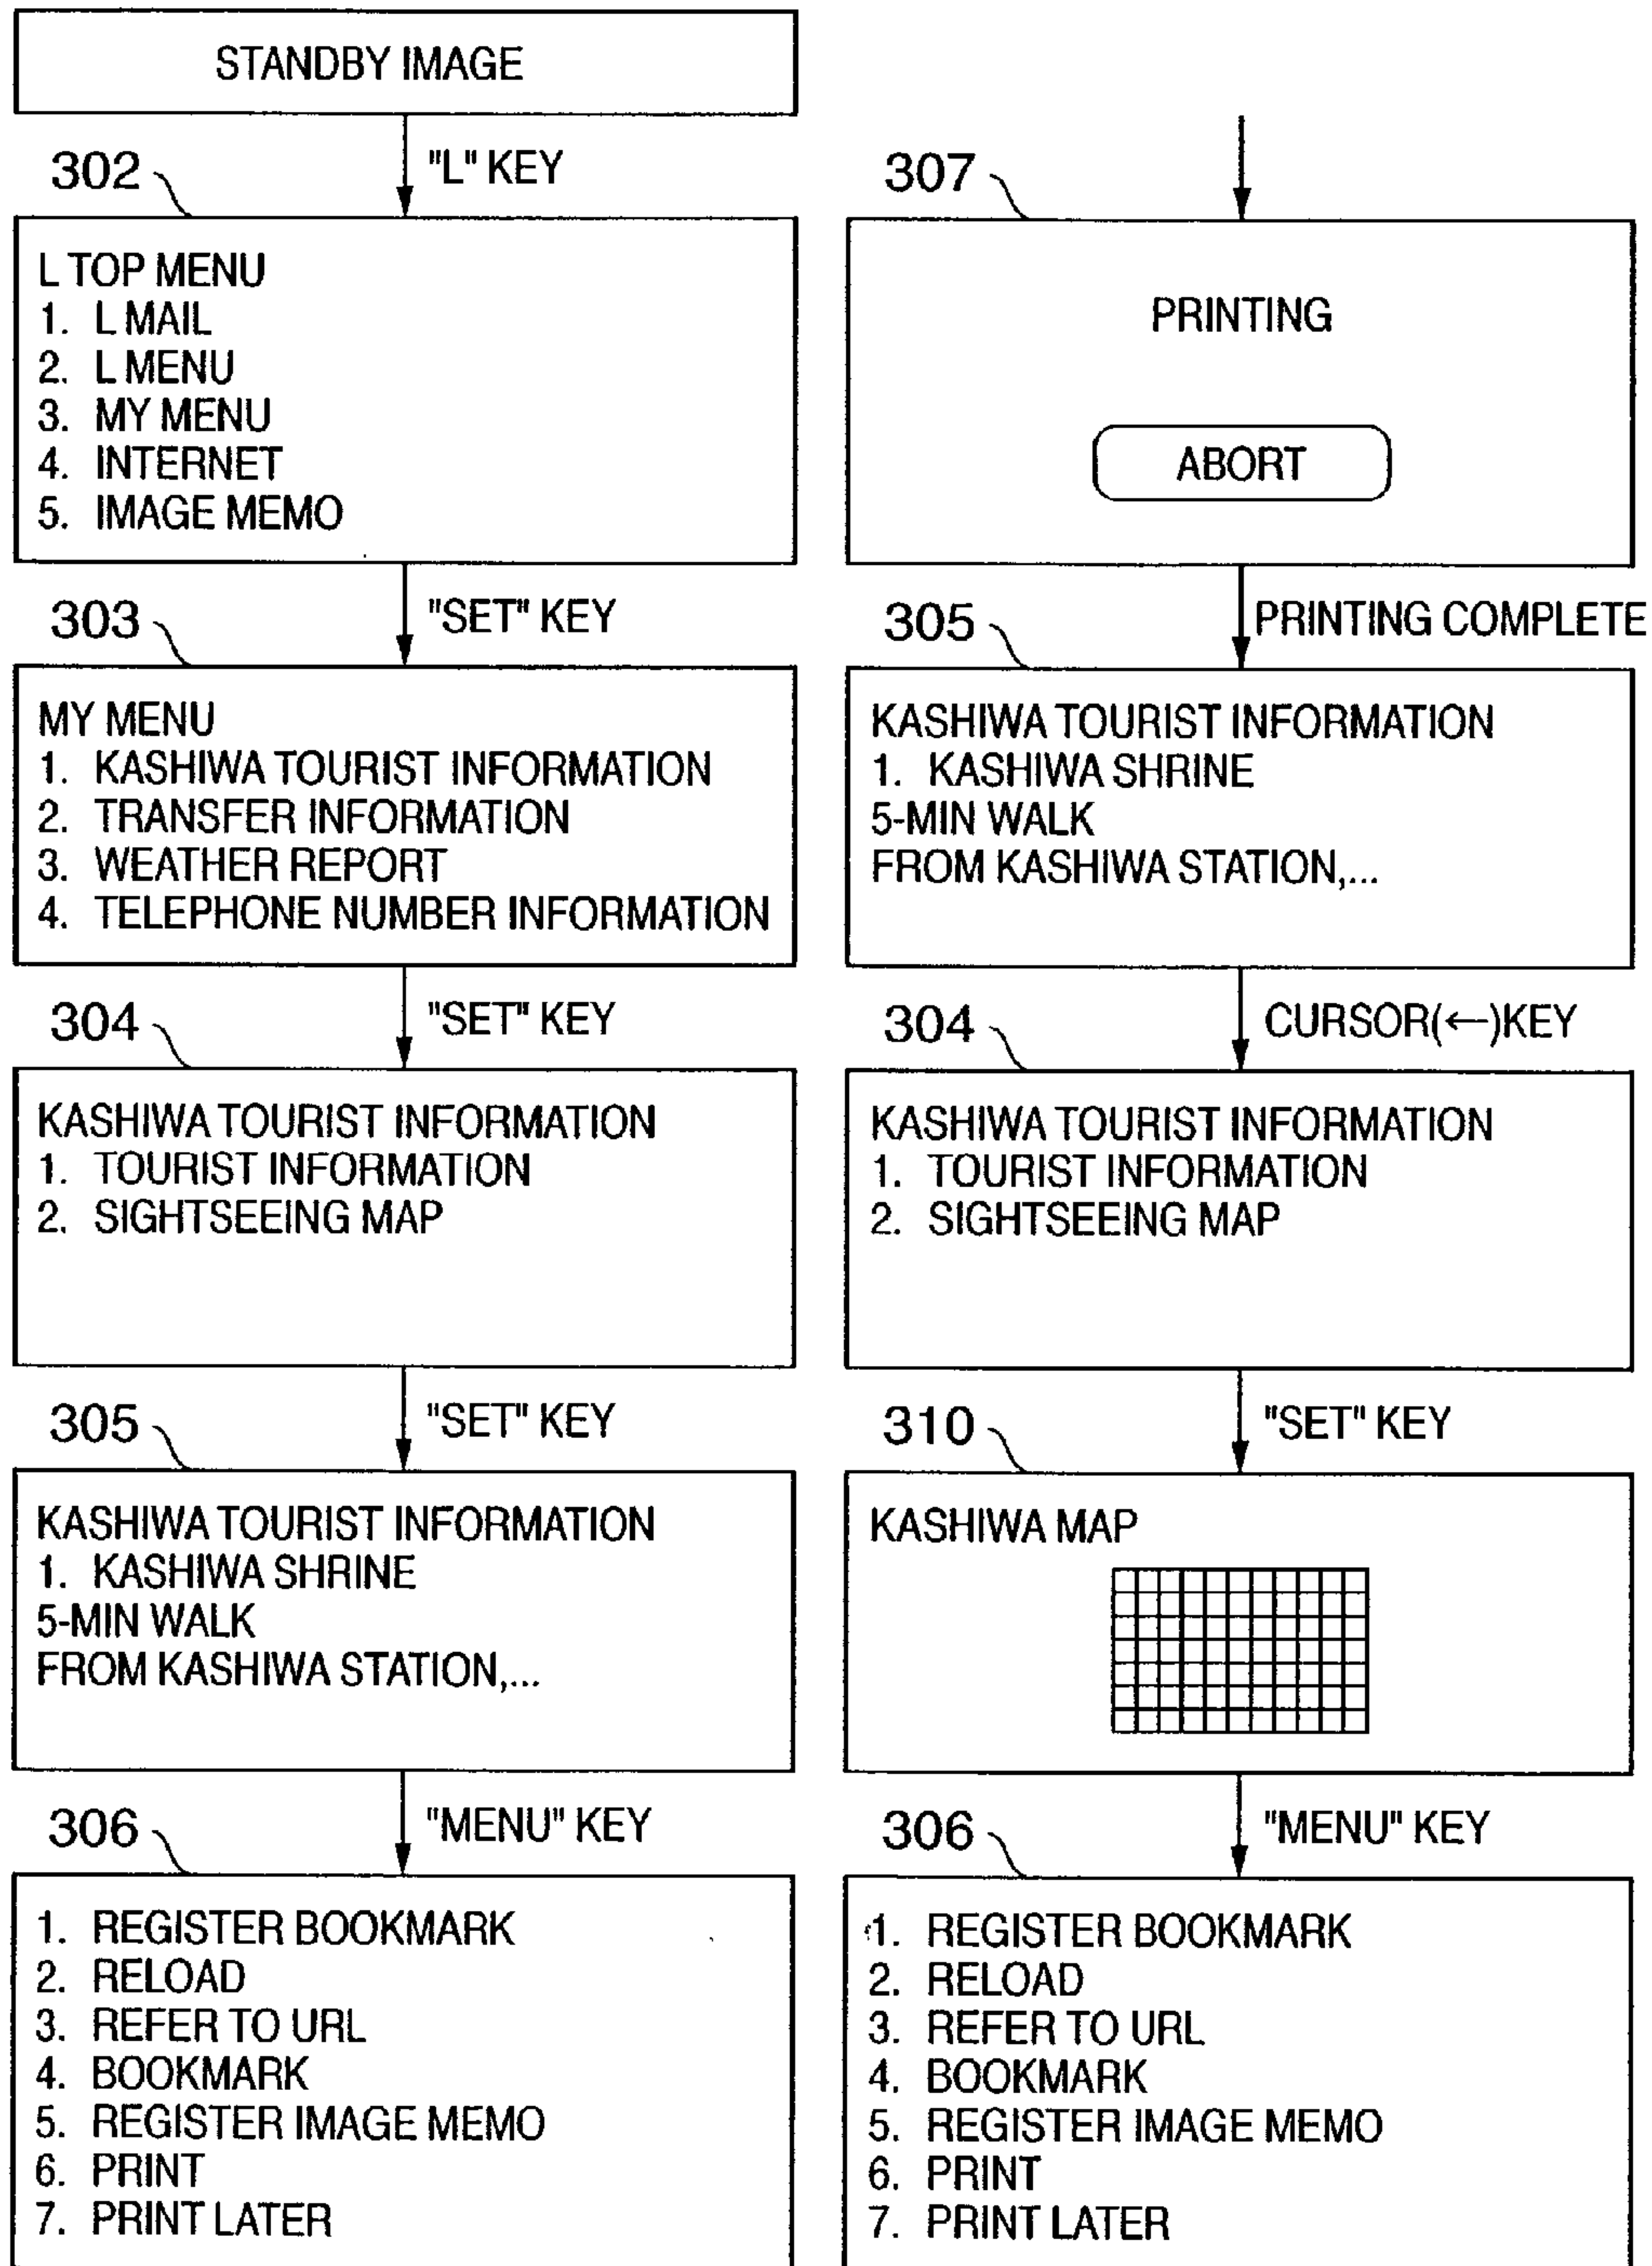 STANDBY IMAGE
"L" KEY
302
L TOP MENU
1. L MAIL
2. L MENU
3. MY MENU
4. INTERNET
5. IMAGE MEMO
303
"SET" KEY
MY MENU
1. KASHIWA TOURIST INFORMATION
2. TRANSFER INFORMATION
3. WEATHER REPORT
4. TELEPHONE NUMBER INFORMATION
304
"SET" KEY
KASHIWA TOURIST INFORMATION
1. TOURIST INFORMATION
2. SIGHTSEEING MAP
305
"SET" KEY
KASHIWA TOURIST INFORMATION
1. KASHIWA SHRINE
5-MIN WALK
FROM KASHIWA STATION,...
306
"MENU" KEY
1. REGISTER BOOKMARK
2. RELOAD
3. REFER TO URL
4. BOOKMARK
5. REGISTER IMAGE MEMO
6. PRINT
7. PRINT LATER
307
PRINTING
ABORT
305
PRINTING COMPLETE
KASHIWA TOURIST INFORMATION
1. KASHIWA SHRINE
5-MIN WALK
FROM KASHIWA STATION,...
304
CURSOR(←)KEY
KASHIWA TOURIST INFORMATION
1. TOURIST INFORMATION
2. SIGHTSEEING MAP
310
"SET" KEY
KASHIWA MAP
306
"MENU" KEY
1. REGISTER BOOKMARK
2. RELOAD
3. REFER TO URL
4. BOOKMARK
5. REGISTER IMAGE MEMO
6. PRINT
7. PRINT LATER